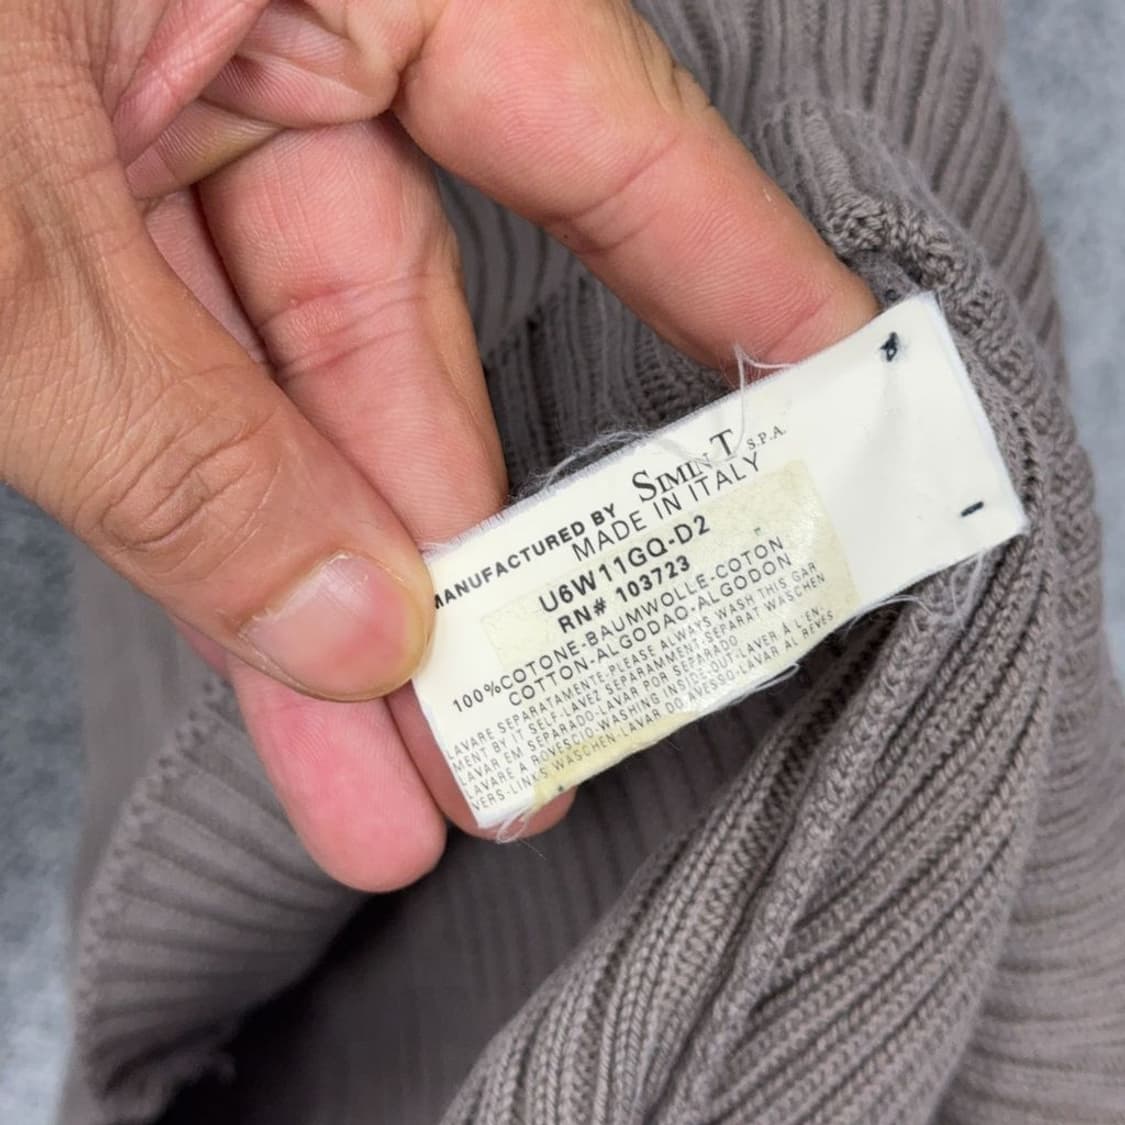 MANUFACTURED BY SIMINT S.P.A.
MADE IN ITALY
U6W11GQ-D2
RN# 103723
100%COTONE-BAUMWOLLE-COTON
COTTON-ALGODAO-ALGODON
LAVARE SEPARATAMENTE-PLEASE ALWAYS WASH THIS GAR
MENT BY IT SELF-LAVEZ SEPARAMMENT-SEPARAT WASCHEN
LAVAR EM SEPARADO-LAVAR POR SEPARADO
LAVARE A ROVESCIO-WASHING INSIDE-OUT-LAVER À L'EN.
VERS-LINKS WASCHEN-LAVAR DO AVESSO-LAVAR AL REVES